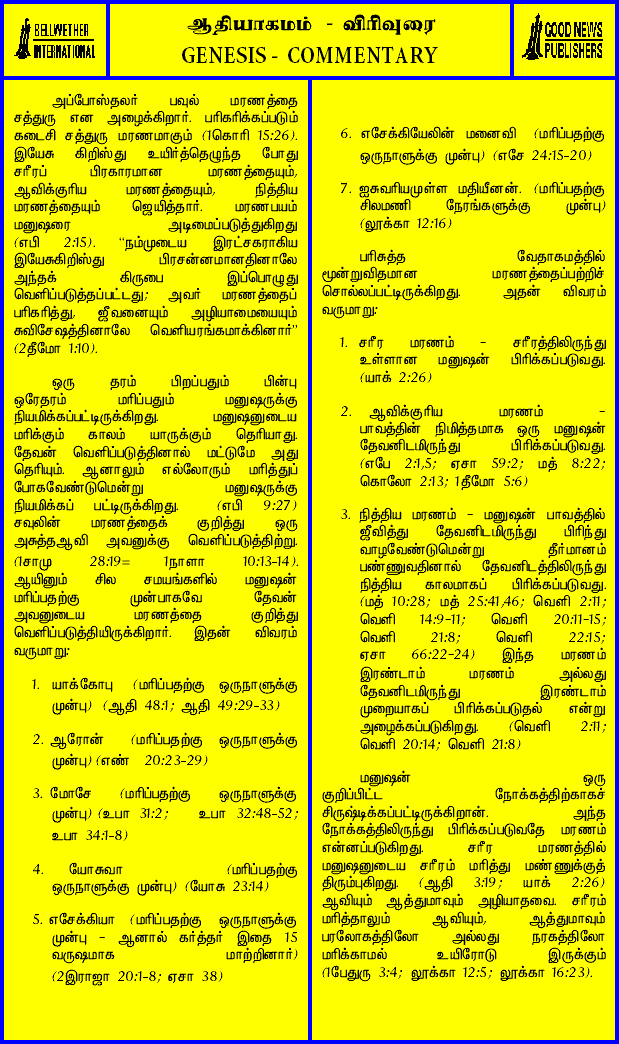 BELLWETHER
INTERNATIONAL
ஆதியாகமம் - விரிவுரை
GENESIS - COMMENTARY
GOOD NEWS
PUBLISHERS
அப்போஸ்தலர் பவுல் மரணத்தை
சத்துரு என அழைக்கிறார். பரிகரிக்கப்படும்
கடைசி சத்துரு மரணமாகும் (1கொரி 15:26).
இயேசு கிறிஸ்து உயிர்த்தெழுந்த போது
சரீரப் பிரகாரமான மரணத்தையும்,
ஆவிக்குரிய மரணத்தையும், நித்திய
மரணத்தையும் ஜெயித்தார். மரணபயம்
மனுஷரை அடிமைப்படுத்துகிறது
(எபி 2:15). “நம்முடைய இரட்சகராகிய
இயேசுகிறிஸ்து பிரசன்னமானதினாலே
அந்தக் கிருபை இப்பொழுது
வெளிப்படுத்தப்பட்டது; அவர் மரணத்தைப்
பரிகரித்து, ஜீவனையும் அழியாமையையும்
சுவிசேஷத்தினாலே வெளியரங்கமாக்கினார்”
(2தீமோ 1:10).
ஒரு தரம் பிறப்பதும் பின்பு
ஒரேதரம் மரிப்பதும் மனுஷருக்கு
நியமிக்கப்பட்டிருக்கிறது. மனுஷனுடைய
மரிக்கும் காலம் யாருக்கும் தெரியாது.
தேவன் வெளிப்படுத்தினால் மட்டுமே அது
தெரியும். ஆனாலும் எல்லோரும் மரித்துப்
போகவேண்டுமென்று மனுஷருக்கு
நியமிக்கப் பட்டிருக்கிறது. (எபி 9:27)
சவுலின் மரணத்தைக் குறித்து ஒரு
அசுத்தஆவி அவனுக்கு வெளிப்படுத்திற்று.
(1சாமு 28:19= 1நாளா 10:13-14).
ஆயினும் சில சமயங்களில் மனுஷன்
மரிப்பதற்கு முன்பாகவே தேவன்
அவனுடைய மரணத்தை குறித்து
வெளிப்படுத்தியிருக்கிறார். இதன் விவரம்
வருமாறு:
1. யாக்கோபு (மரிப்பதற்கு ஒருநாளுக்கு
முன்பு) (ஆதி 48:1; ஆதி 49:29-33)
2. ஆரோன் (மரிப்பதற்கு ஒருநாளுக்கு
முன்பு) (எண் 20:23-29)
3. மோசே (மரிப்பதற்கு ஒருநாளுக்கு
முன்பு) (உபா 31:2; உபா 32:48-52;
உபா 34:1-8)
4. யோசுவா (மரிப்பதற்கு
ஒருநாளுக்கு முன்பு) (யோசு 23:14)
5. எசேக்கியா (மரிப்பதற்கு ஒருநாளுக்கு
முன்பு - ஆனால் கர்த்தர் இதை 15
வருஷமாக மாற்றினார்)
(2இராஜா 20:1-8; ஏசா 38)
6. எசேக்கியேலின் மனைவி (மரிப்பதற்கு
ஒருநாளுக்கு முன்பு) (எசே 24:15-20)
7. ஐசுவரியமுள்ள மதியீனன். (மரிப்பதற்கு
சிலமணி நேரங்களுக்கு முன்பு)
(லூக்கா 12:16)
பரிசுத்த வேதாகமத்தில்
மூன்றுவிதமான மரணத்தைப்பற்றிச்
சொல்லப்பட்டிருக்கிறது. அதன் விவரம்
வருமாறு:
1. சரீர மரணம் - சரீரத்திலிருந்து
உள்ளான மனுஷன் பிரிக்கப்படுவது.
(யாக் 2:26)
2. ஆவிக்குரிய மரணம் -
பாவத்தின் நிமித்தமாக ஒரு மனுஷன்
தேவனிடமிருந்து பிரிக்கப்படுவது.
(எபே 2:1,5; ஏசா 59:2; மத் 8:22;
கொலோ 2:13; 1தீமோ 5:6)
3. நித்திய மரணம் - மனுஷன் பாவத்தில்
ஜீவித்து தேவனிடமிருந்து பிரிந்து
வாழவேண்டுமென்று தீர்மானம்
பண்ணுவதினால் தேவனிடத்திலிருந்து
நித்திய காலமாகப் பிரிக்கப்படுவது.
(மத் 10:28; மத் 25:41,46; வெளி 2:11;
வெளி 14:9-11; வெளி 20:11-15;
வெளி 21:8; வெளி 22:15;
ஏசா 66:22-24) இந்த மரணம்
இரண்டாம் மரணம் அல்லது
தேவனிடமிருந்து இரண்டாம்
முறையாகப் பிரிக்கப்படுதல் என்று
அழைக்கப்படுகிறது. (வெளி 2:11;
வெளி 20:14; வெளி 21:8)
மனுஷன் ஒரு
குறிப்பிட்ட நோக்கத்திற்காகச்
சிருஷ்டிக்கப்பட்டிருக்கிறான். அந்த
நோக்கத்திலிருந்து பிரிக்கப்படுவதே மரணம்
என்னப்படுகிறது. சரீர மரணத்தில்
மனுஷனுடைய சரீரம் மரித்து மண்ணுக்குத்
திரும்புகிறது. (ஆதி 3:19; யாக் 2:26)
ஆவியும் ஆத்துமாவும் அழியாதவை. சரீரம்
மரித்தாலும் ஆவியும், ஆத்துமாவும்
பரலோகத்திலோ அல்லது நரகத்திலோ
மரிக்காமல் உயிரோடு இருக்கும்
(1பேதுரு 3:4; லூக்கா 12:5; லூக்கா 16:23).